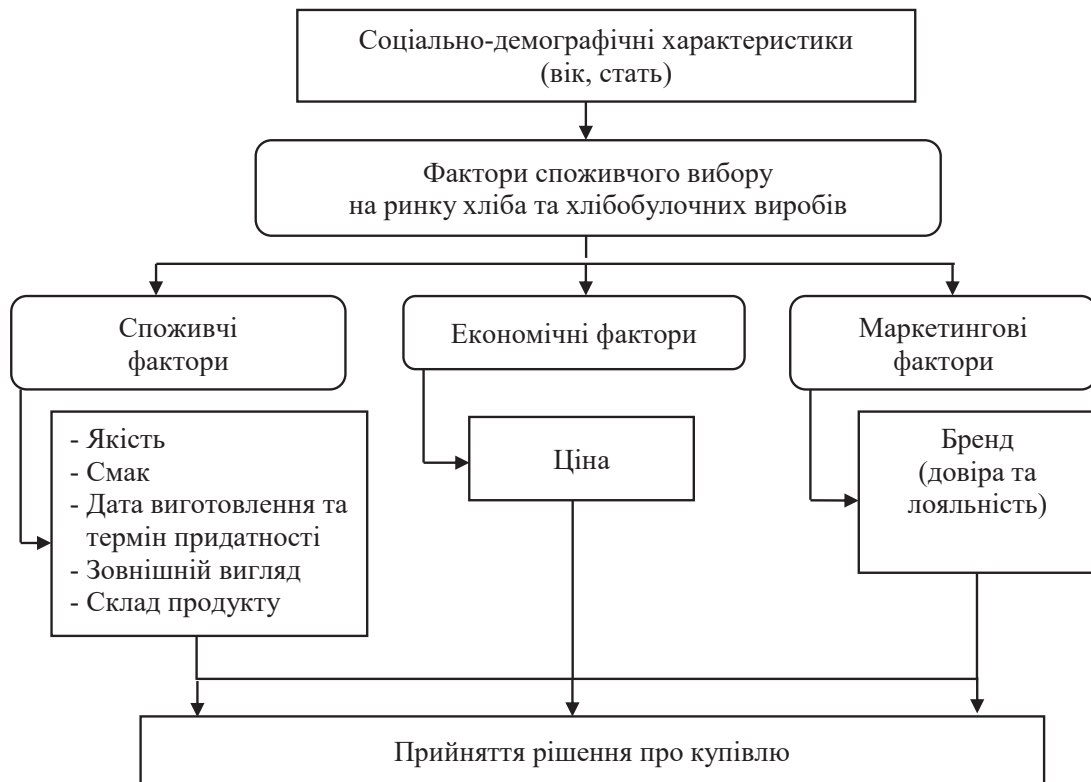 Соціально-демографічні характеристики
(вік, стать)
Фактори споживчого вибору
на ринку хліба та хлібобулочних виробів
Споживчі
фактори
Економічні фактори
Маркетингові
фактори
- Якість
- Смак
- Дата виготовлення та
термін придатності
- Зовнішній вигляд
- Склад продукту
Ціна
Бренд
(довіра та
лояльність)
Прийняття рішення про купівлю